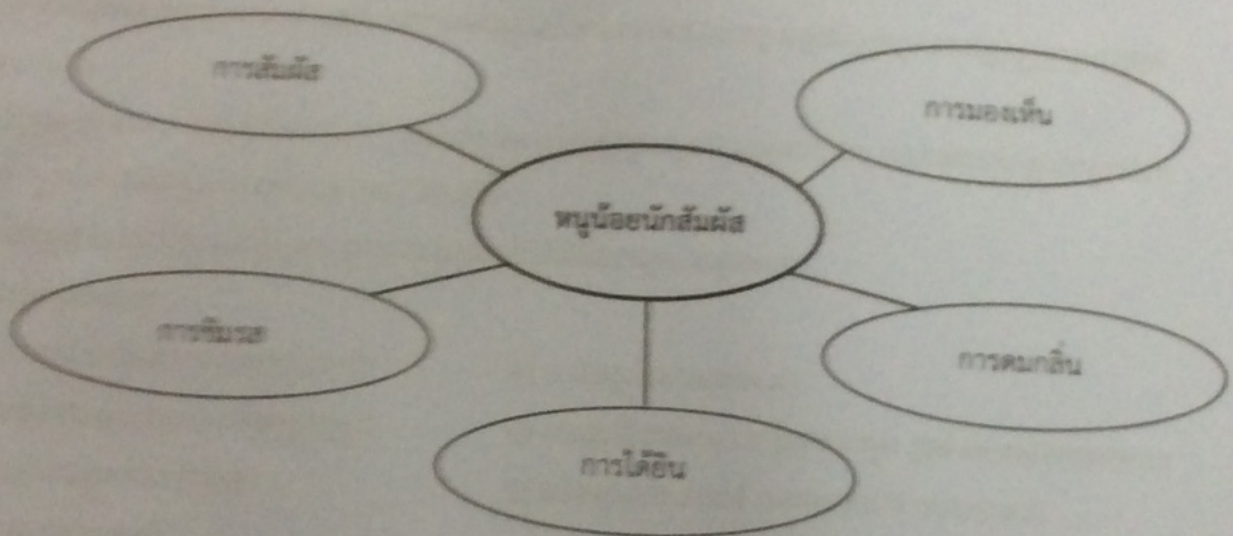 การสัมผัส
การมองเห็น
หนูน้อยนักสัมผัส
การชิมรส
การดมกลิ่น
การได้ยิน